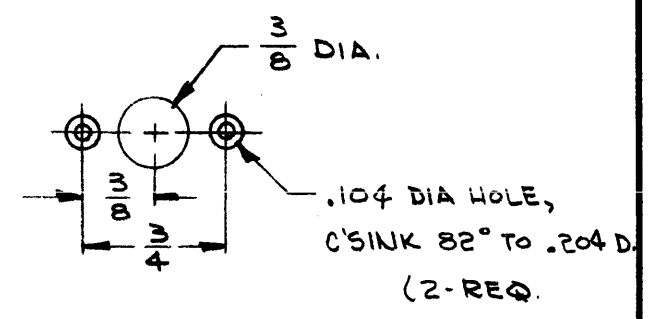 3/8 DIA.
3/8
3/4
.104 DIA HOLE,
C'SINK 82° TO .204 D.
(2-REQ.